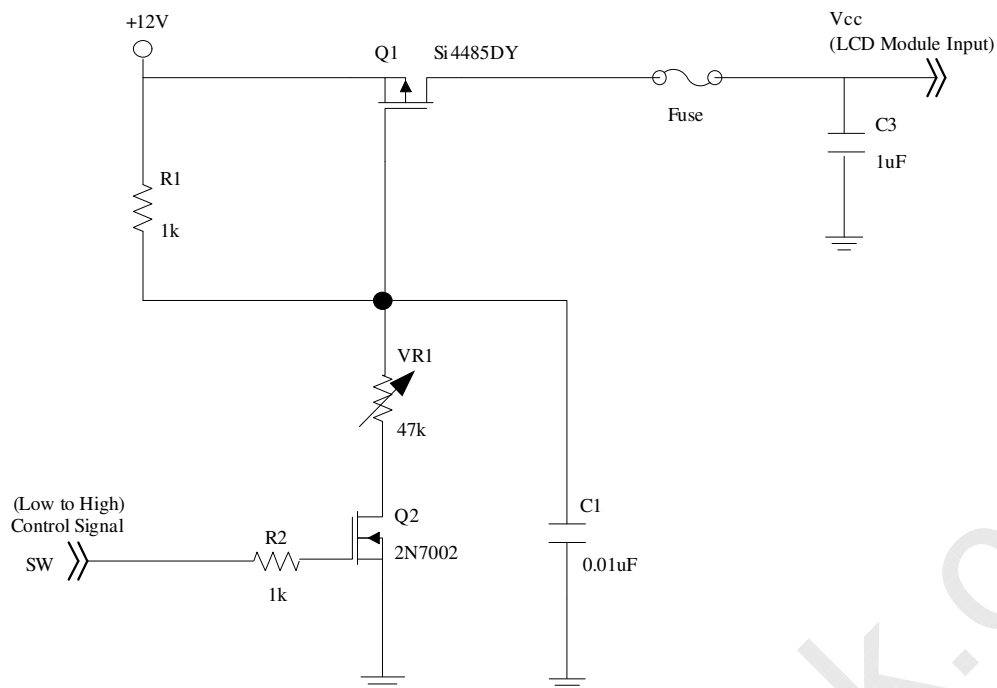 +12V
Q1
Si4485DY
Vcc
(LCD Module Input)
Fuse
C3
1uF
R1
1k
VR1
47k
(Low to High)
Control Signal
SW
R2
1k
Q2
2N7002
C1
0.01uF